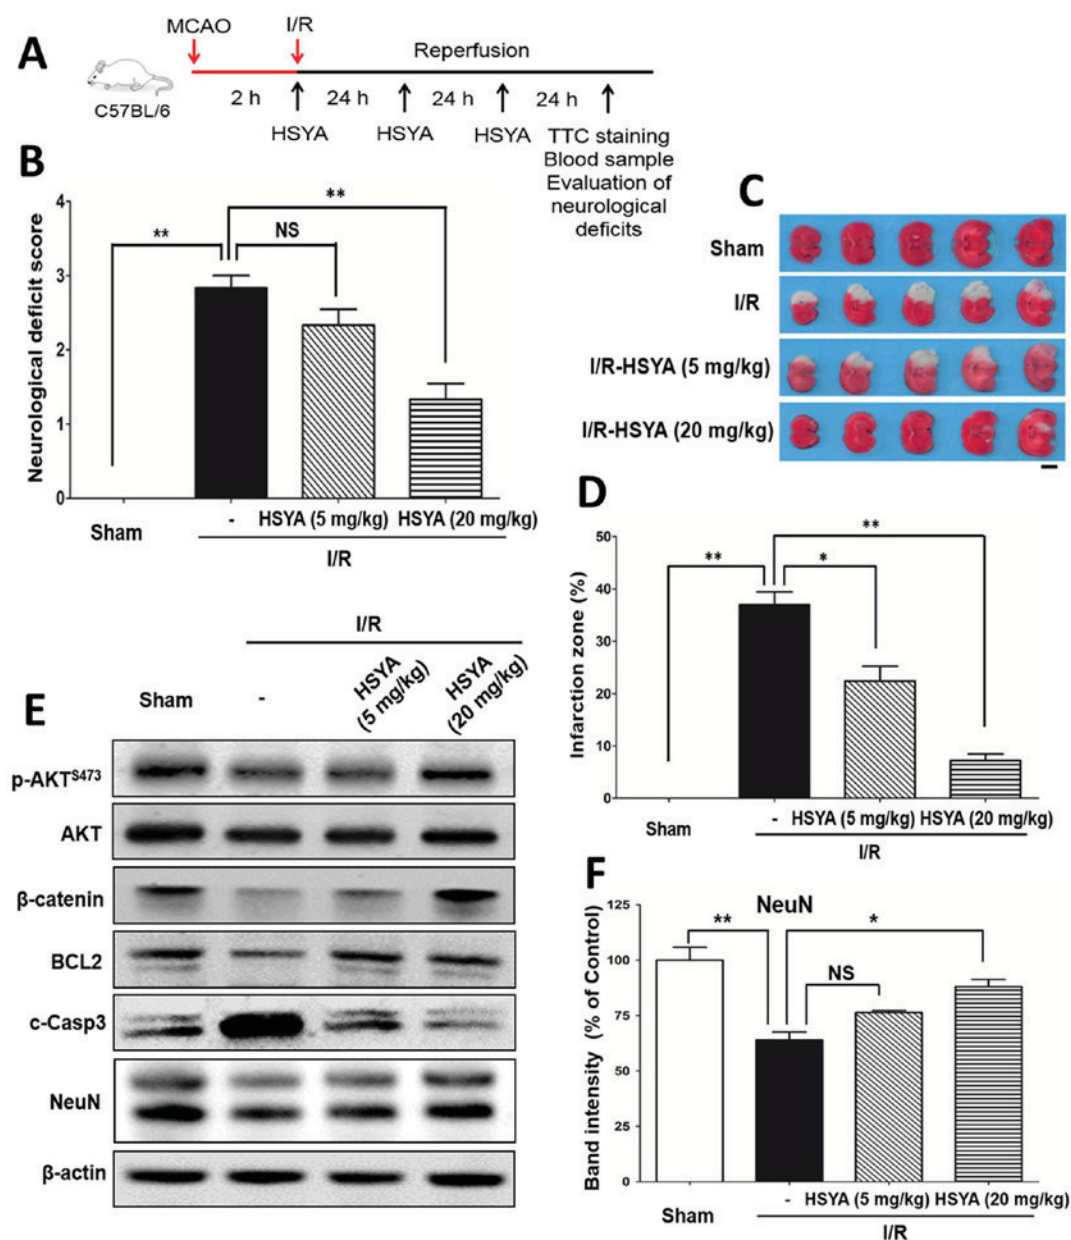 A
MCAO
I/R
Reperfusion
C57BL/6
2 h
24 h
24 h
24 h
HSYA
HSYA
HSYA
TTC staining
Blood sample
Evaluation of
neurological
deficits
B
Neurological deficit score
4
3
2
1
0
**
NS
**
Sham
-
HSYA (5 mg/kg)
HSYA (20 mg/kg)
I/R
C
Sham
I/R
I/R-HSYA (5 mg/kg)
I/R-HSYA (20 mg/kg)
D
Infarction zone (%)
50
40
30
20
10
0
**
*
**
Sham
-
HSYA (5 mg/kg)
HSYA (20 mg/kg)
I/R
E
I/R
Sham
-
HSYA
(5 mg/kg)
HSYA
(20 mg/kg)
p-AKTS473
AKT
β-catenin
BCL2
c-Casp3
NeuN
β-actin
F
NeuN
Band intensity (% of Control)
125
100
75
50
25
0
**
NS
*
Sham
-
HSYA (5 mg/kg)
HSYA (20 mg/kg)
I/R